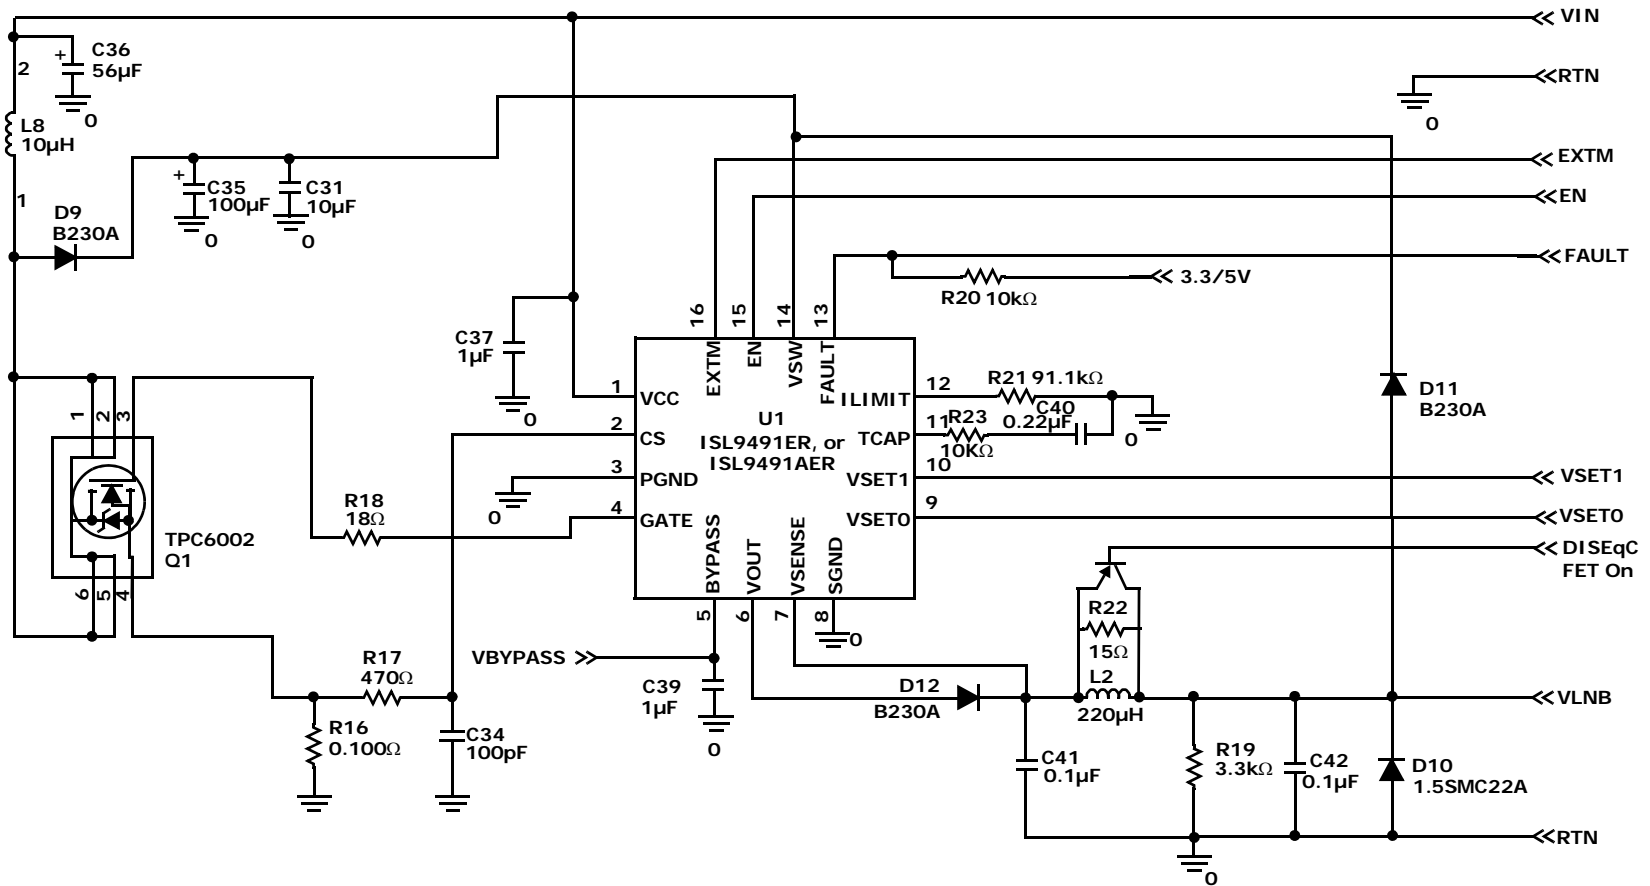 VIN
C36
56µF
2
0
RTN
0
L8
10µH
EXTM
1
C35
100µF
C31
10µF
EN
D9
B230A
0
0
FAULT
3.3/5V
R20 10kΩ
16
15
14
13
C37
1µF
EXTM
EN
VSW
FAULT
0
1
VCC
ILIMIT
12
R21 91.1kΩ
C40
0.22µF
D11
B230A
U1
ISL9491ER, or
ISL9491AER
2
CS
TCAP
11
R23
10KΩ
0
1
2
3
3
PGND
VSET1
10
VSET1
0
R18
18Ω
4
GATE
VSET0
9
VSET0
TPC6002
Q1
BYPASS
VOUT
VSENSE
SGND
DISEqC
FET On
6
5
4
5
6
7
8
0
R22
15Ω
VBYPASS
R17
470Ω
C39
1µF
0
D12
B230A
L2
220µH
VLNB
R16
0.100Ω
C34
100pF
C41
0.1µF
R19
3.3kΩ
C42
0.1µF
D10
1.5SMC22A
RTN
0